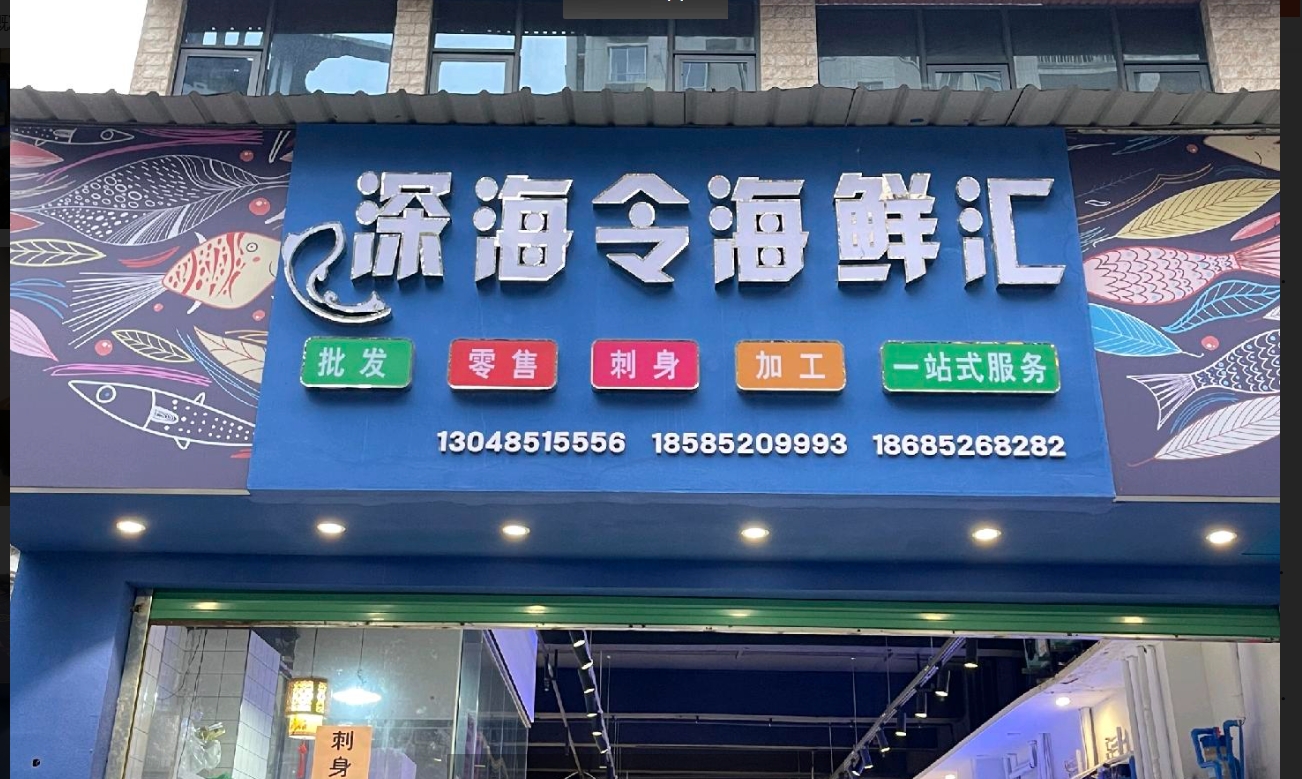 深海令海鲜汇
批发 零售 刺身 加工 一站式服务
13048515556 18585209993 18685268282
刺身